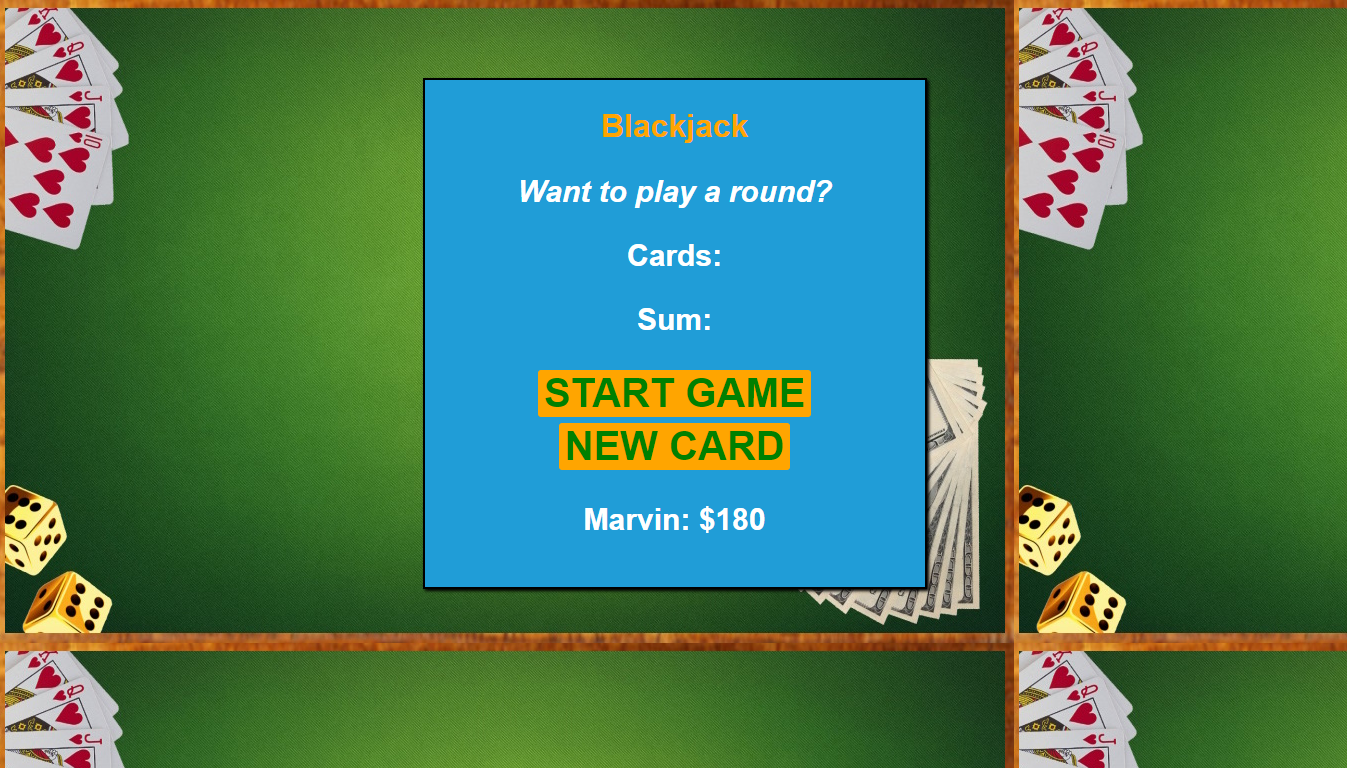 Blackjack
Want to play a round?
Cards:
Sum:
START GAME
NEW CARD
Marvin: $180